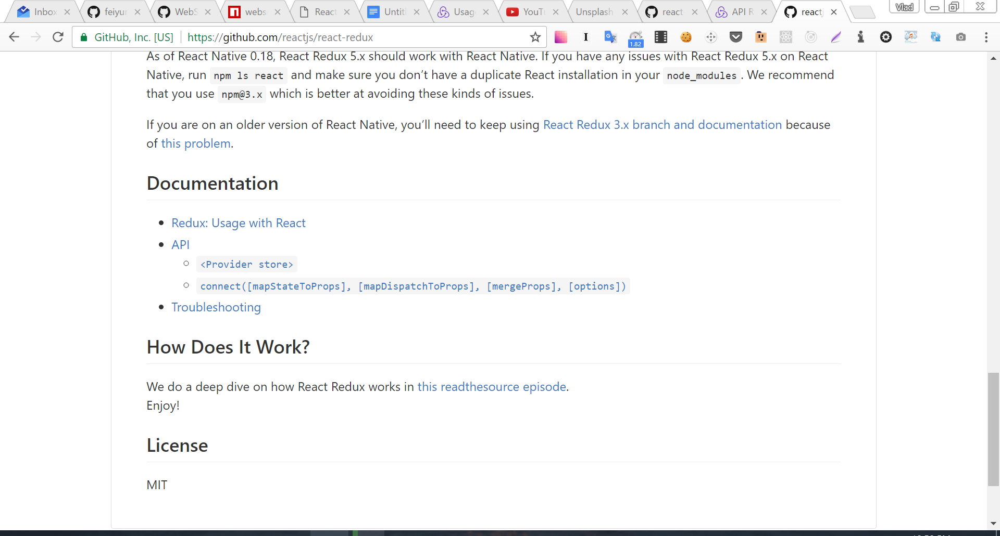 Inbox
feiyur
WebS
webs
React
Untitl
Usag
YouTu
Unsplash
react
API R
reactj
Vlad
GitHub, Inc. [US]
https://github.com/reactjs/react-redux
1.82
As of React Native 0.18, React Redux 5.x should work with React Native. If you have any issues with React Redux 5.x on React
Native, run npm ls react and make sure you don’t have a duplicate React installation in your node_modules. We recommend
that you use npm@3.x which is better at avoiding these kinds of issues.
If you are on an older version of React Native, you’ll need to keep using React Redux 3.x branch and documentation because
of this problem.
Documentation
Redux: Usage with React
API
<Provider store>
connect([mapStateToProps], [mapDispatchToProps], [mergeProps], [options])
Troubleshooting
How Does It Work?
We do a deep dive on how React Redux works in this readthesource episode.
Enjoy!
License
MIT